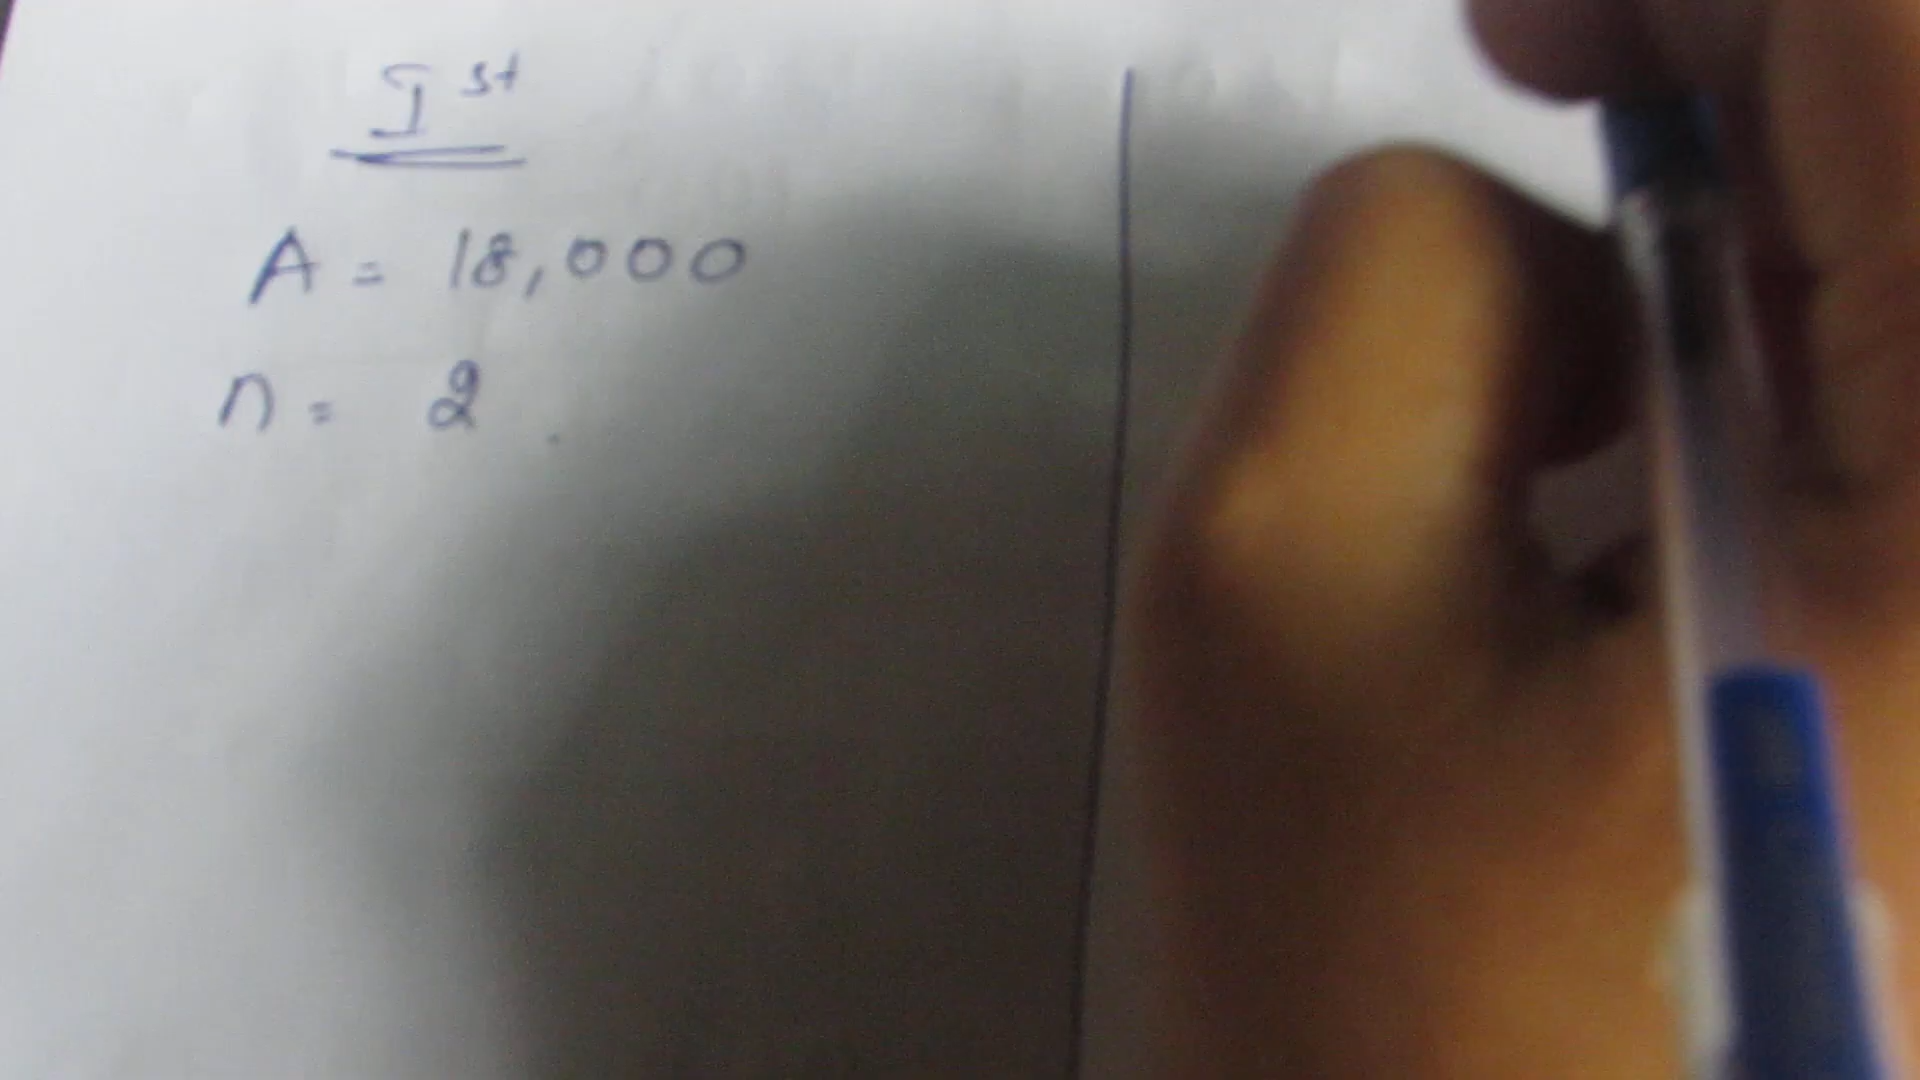 Ist
A = 18,000
n = 2.